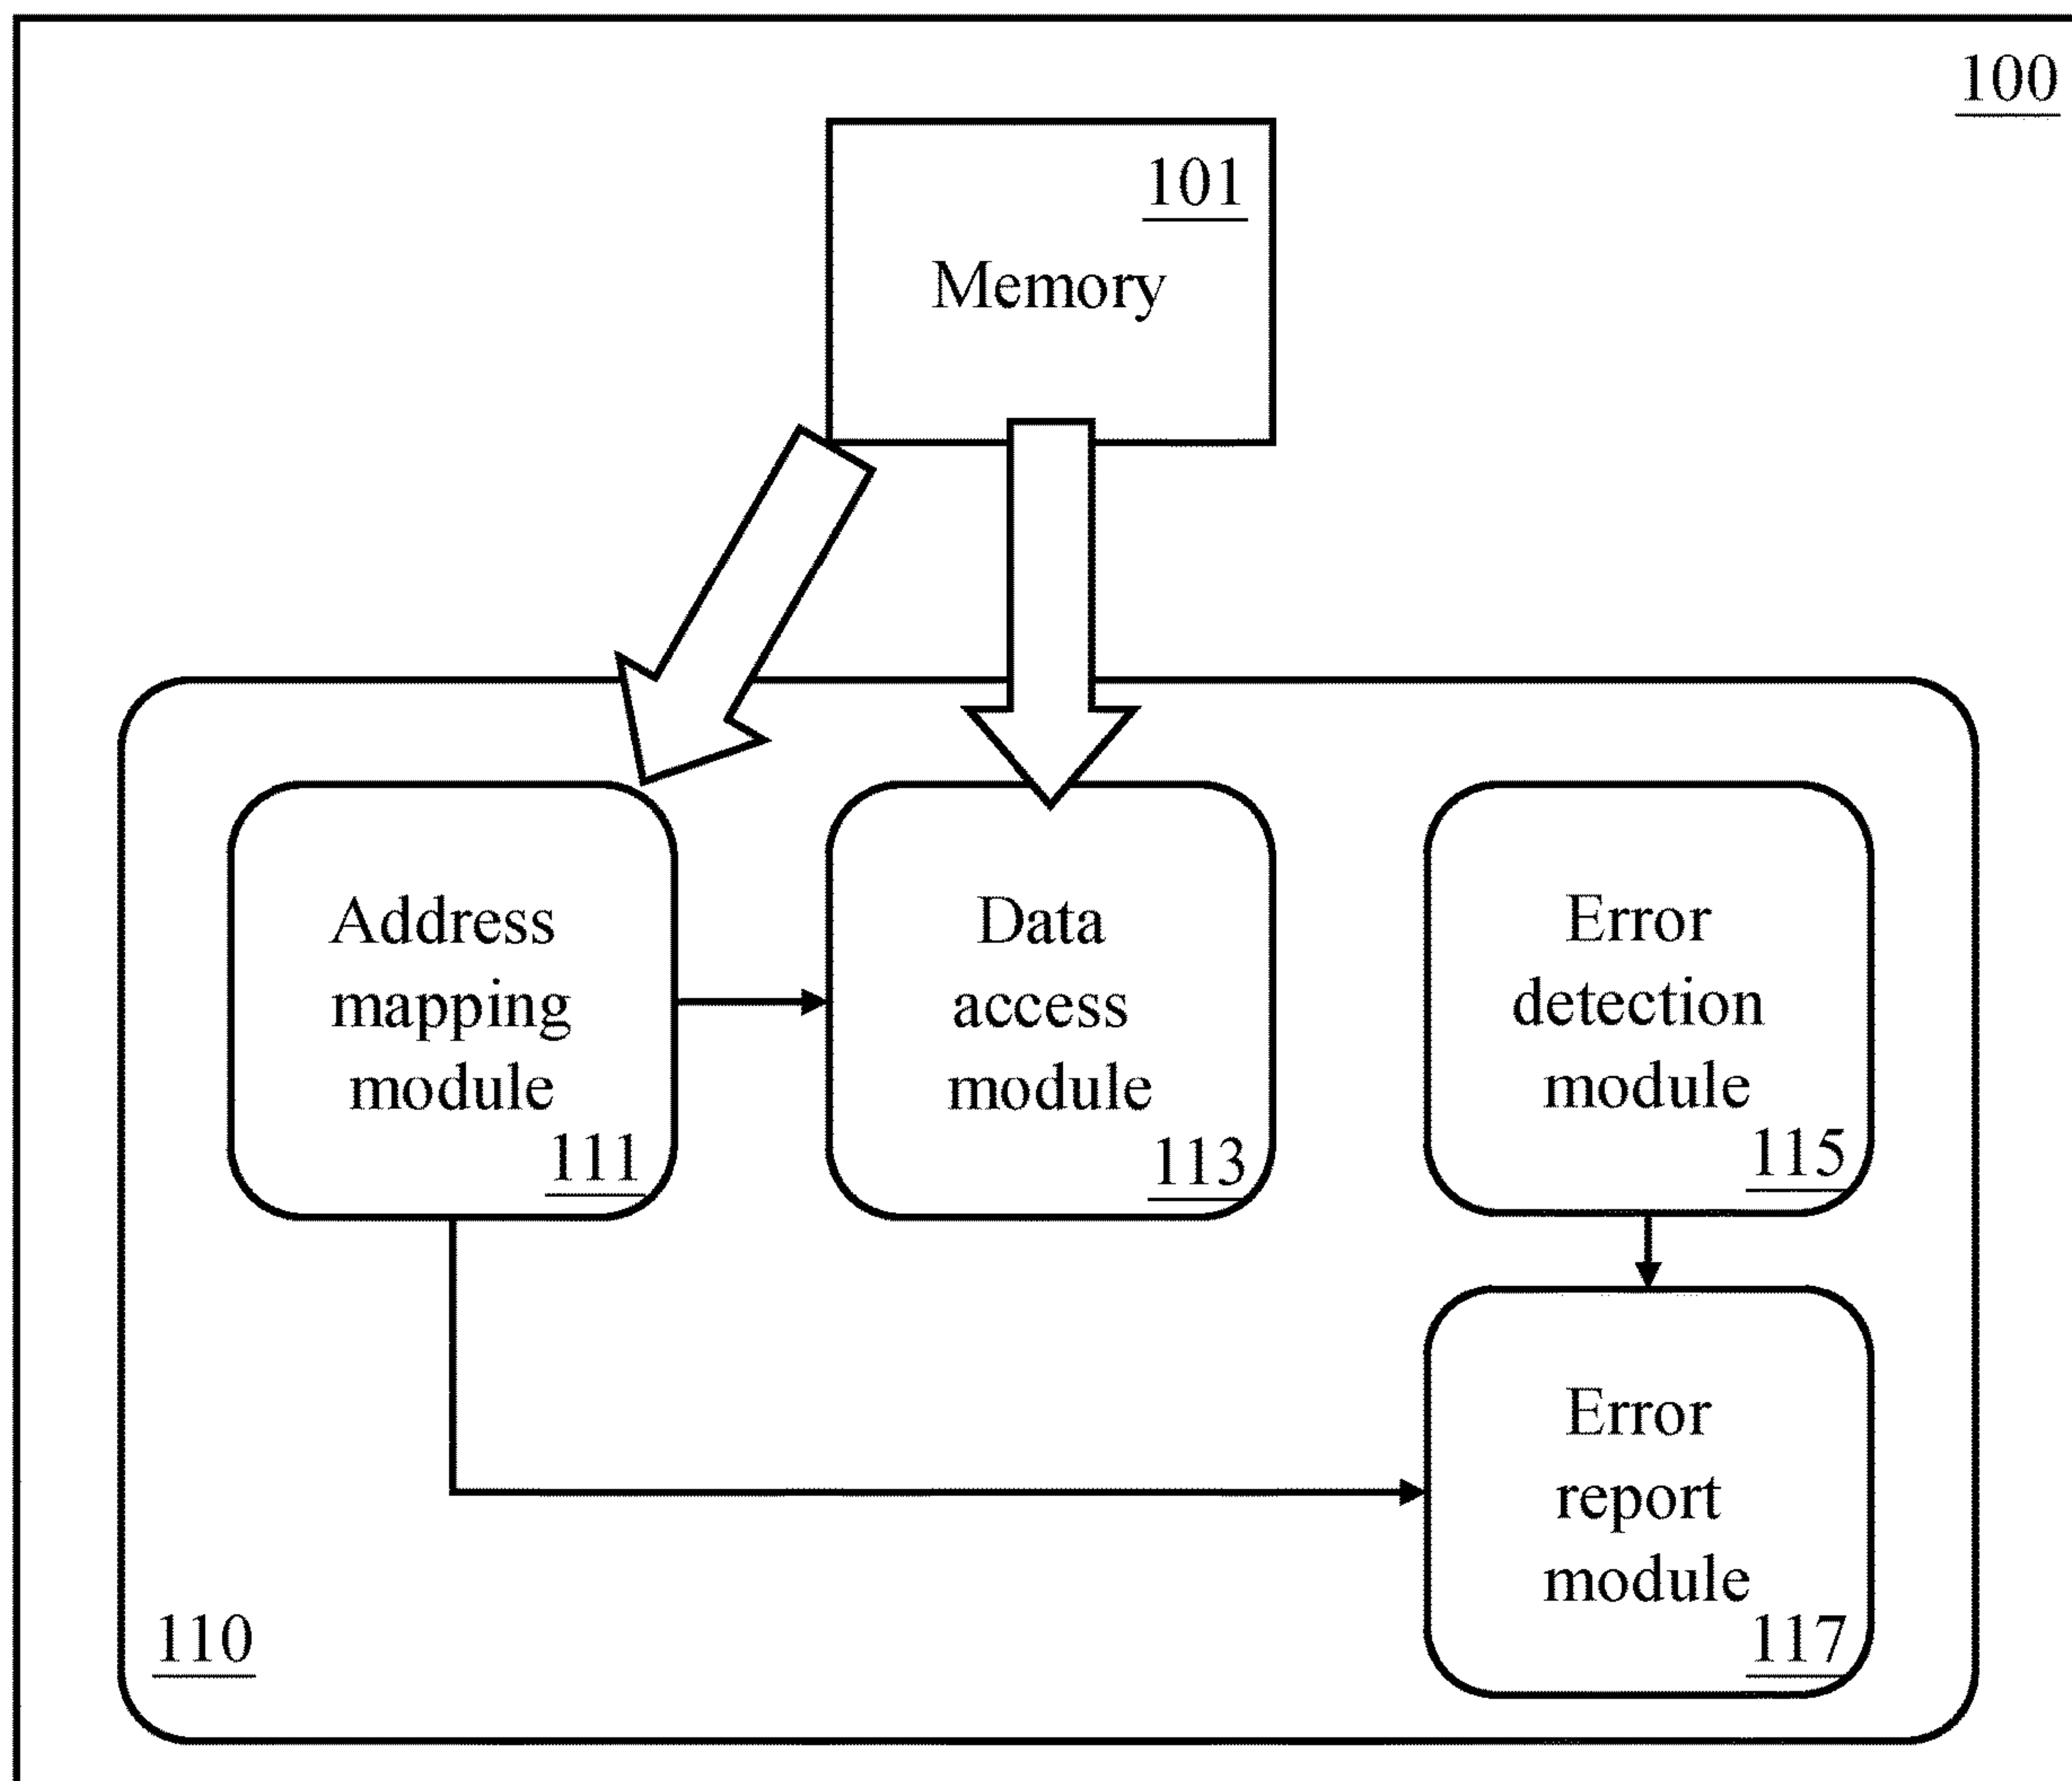 100
101
Memory
Address
mapping
module
111
Data
access
module
113
Error
detection
module
115
Error
report
module
117
110